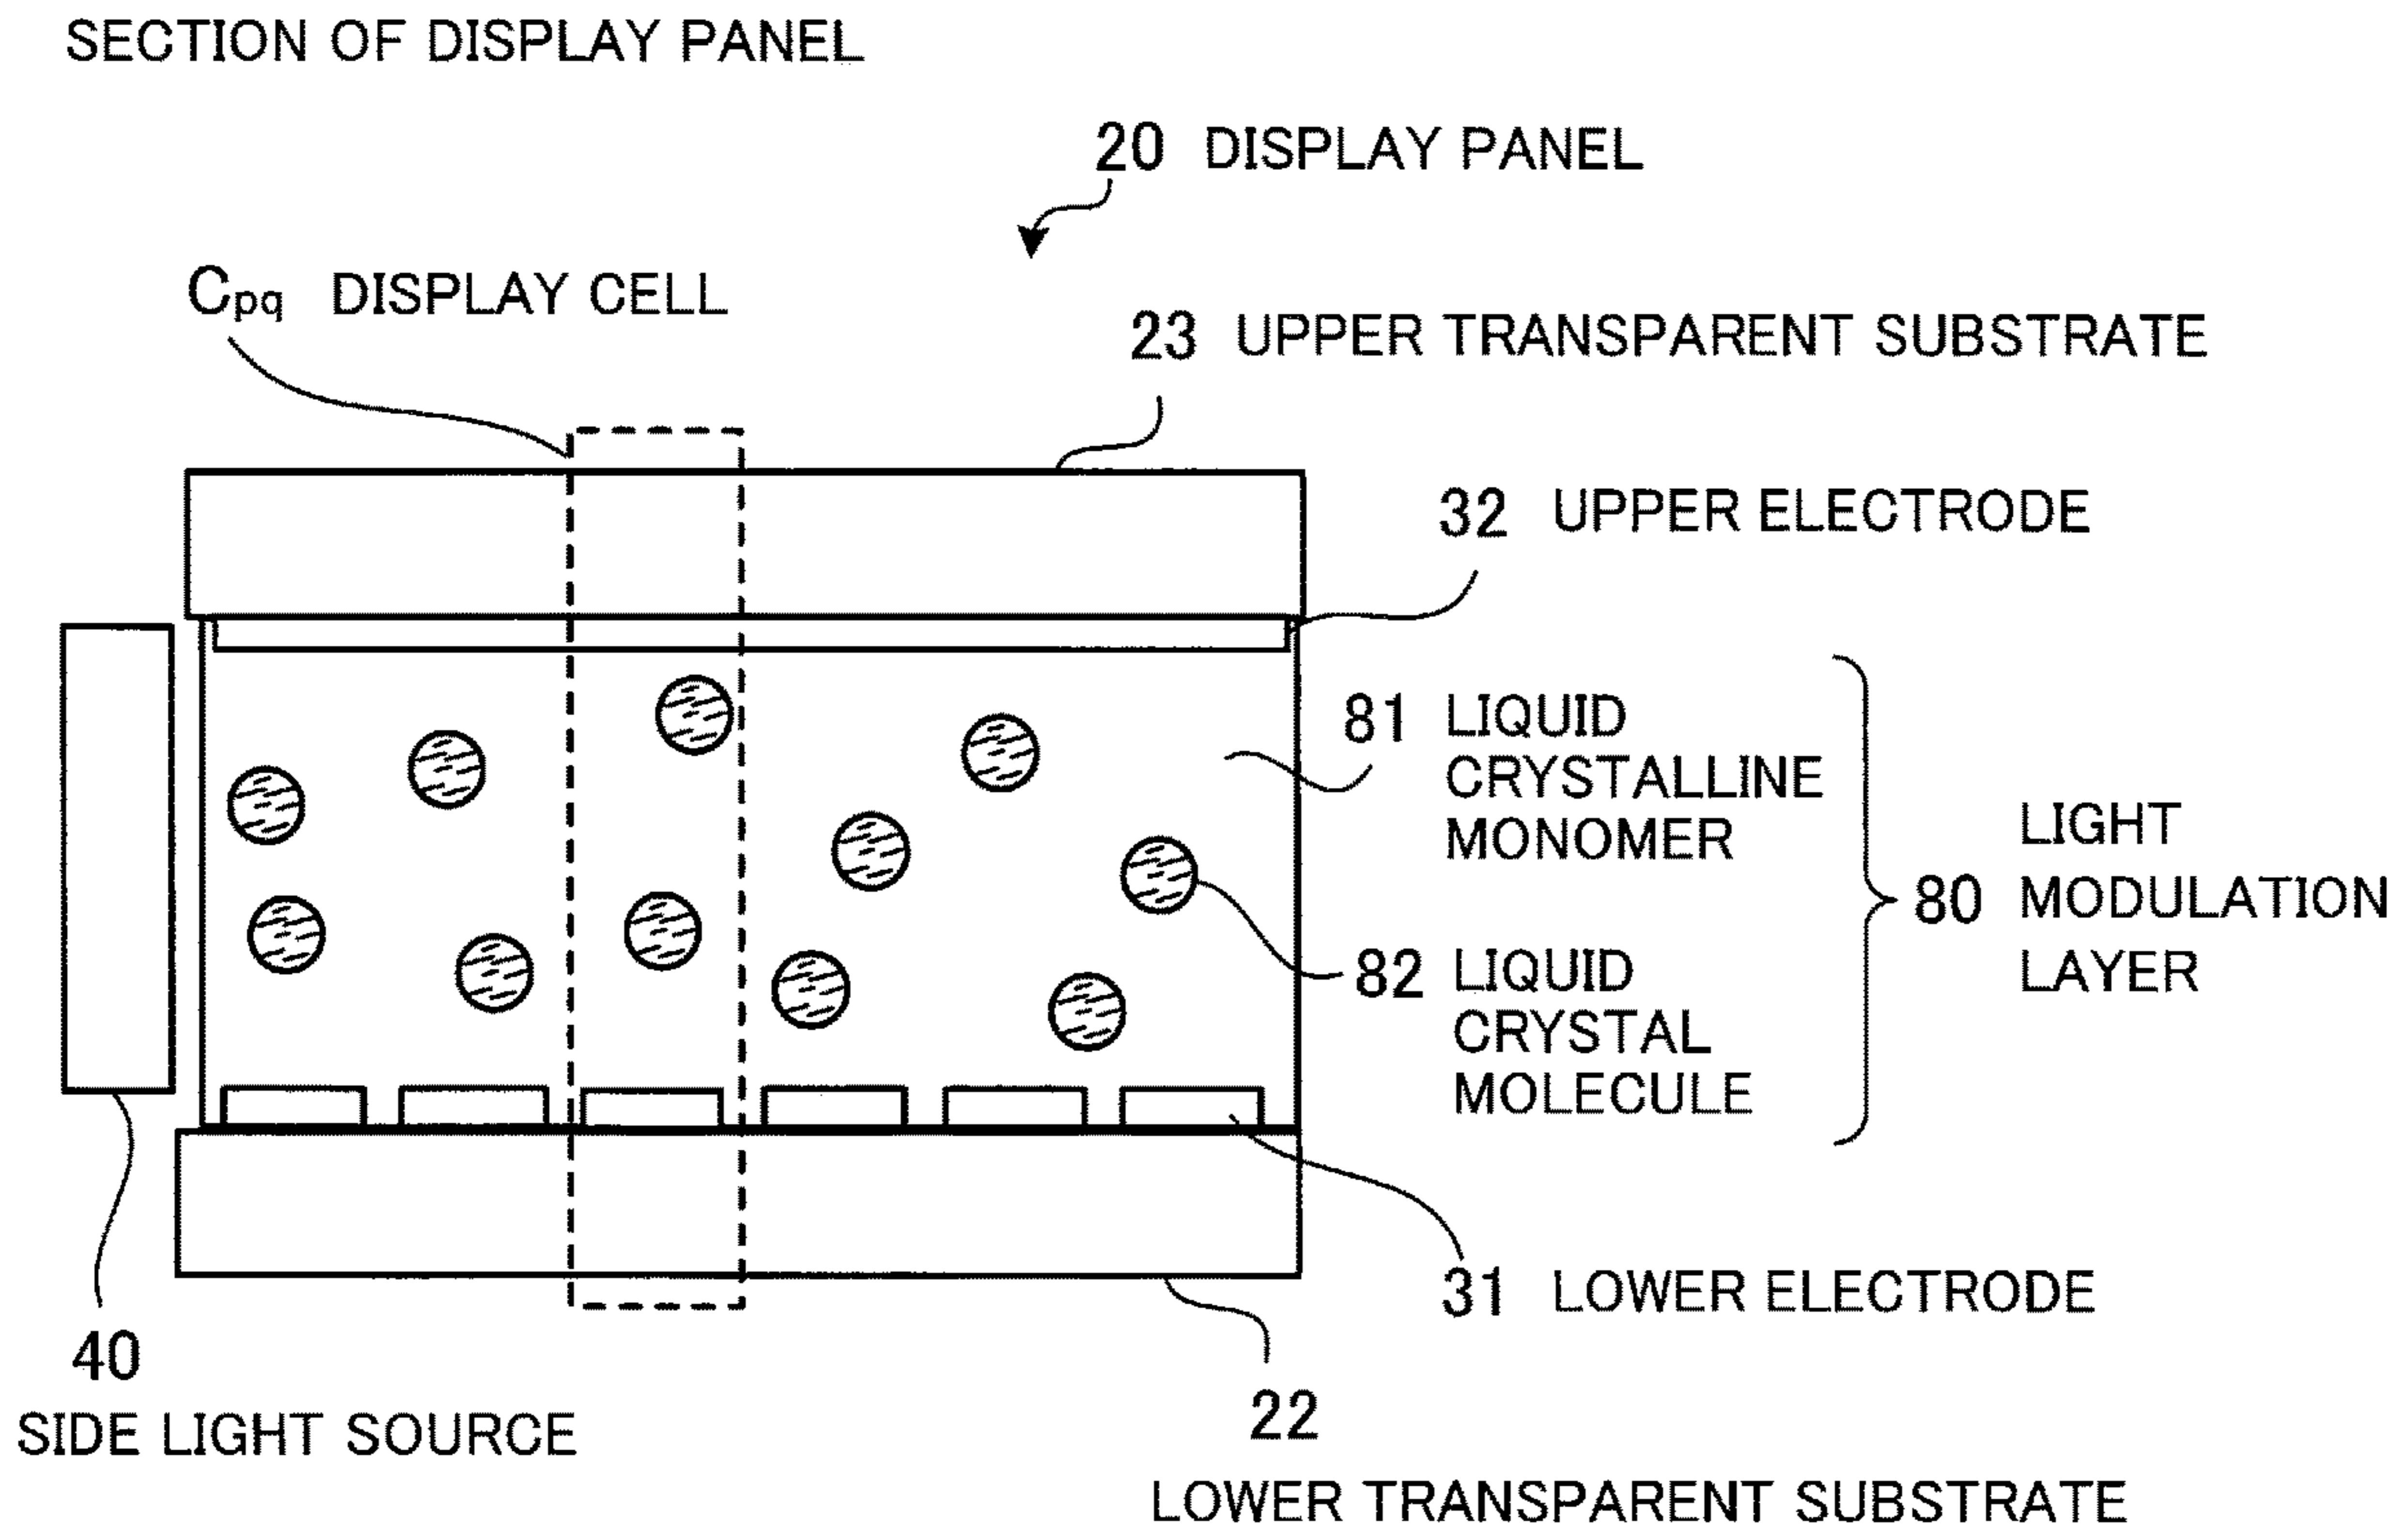 SECTION OF DISPLAY PANEL
20 DISPLAY PANEL
Cpq DISPLAY CELL
23 UPPER TRANSPARENT SUBSTRATE
32 UPPER ELECTRODE
81 LIQUID
CRYSTALLINE
MONOMER
80 LIGHT
MODULATION
LAYER
82 LIQUID
CRYSTAL
MOLECULE
31 LOWER ELECTRODE
40
SIDE LIGHT SOURCE
22
LOWER TRANSPARENT SUBSTRATE